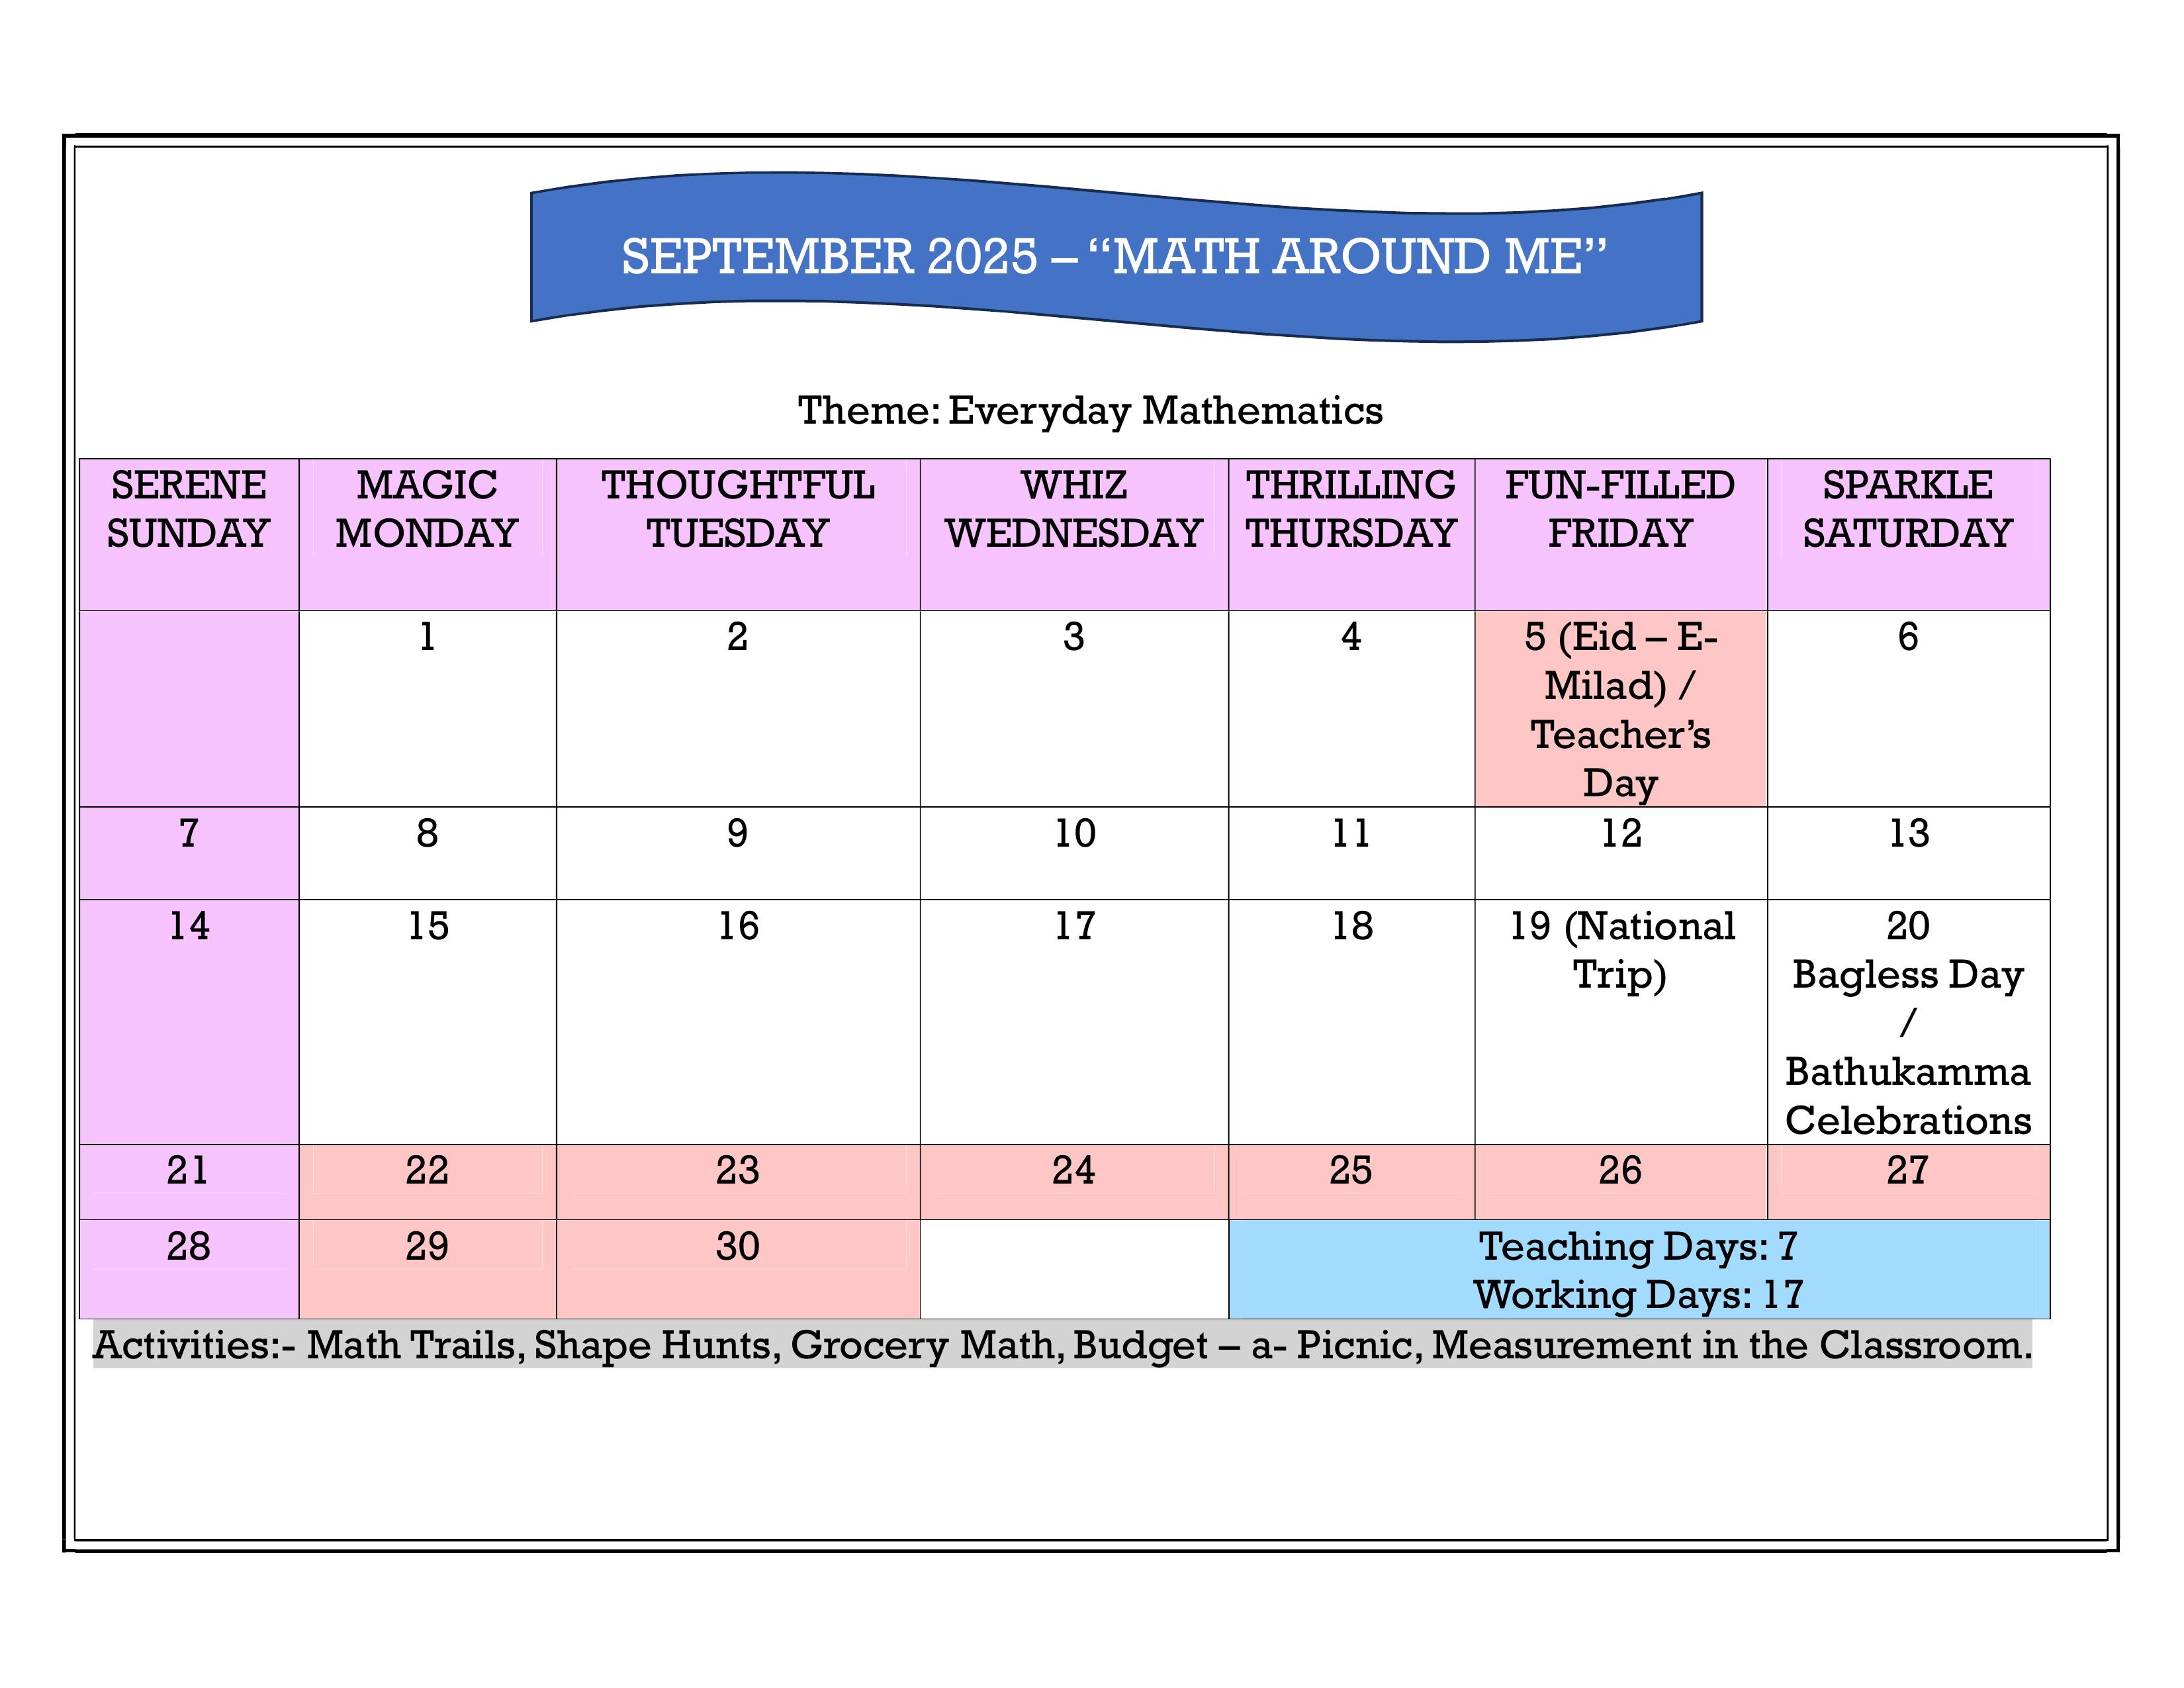 SEPTEMBER 2025 – “MATH AROUND ME”
Theme: Everyday Mathematics
SERENE SUNDAY
MAGIC MONDAY
THOUGHTFUL TUESDAY
WHIZ WEDNESDAY
THRILLING THURSDAY
FUN-FILLED FRIDAY
SPARKLE SATURDAY
1
2
3
4
5 (Eid – E-
Milad) /
Teacher’s
Day
6
7
8
9
10
11
12
13
14
15
16
17
18
19 (National
Trip)
20
Bagless Day
/
Bathukamma
Celebrations
21
22
23
24
25
26
27
28
29
30
Teaching Days: 7
Working Days: 17
Activities:- Math Trails, Shape Hunts, Grocery Math, Budget – a- Picnic, Measurement in the Classroom.